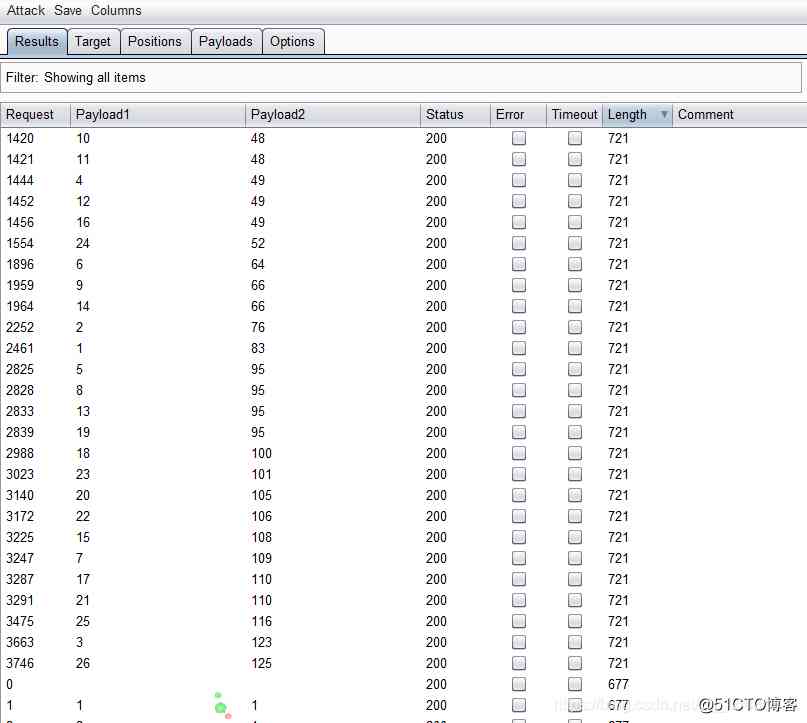 Attack Save Columns
Results Target Positions Payloads Options
Filter: Showing all items
Request Payload1 Payload2 Status Error Timeout Length Comment
1420 10 48 200 721
1421 11 48 200 721
1444 4 49 200 721
1452 12 49 200 721
1456 16 49 200 721
1554 24 52 200 721
1896 6 64 200 721
1959 9 66 200 721
1964 14 66 200 721
2252 2 76 200 721
2461 1 83 200 721
2825 5 95 200 721
2828 8 95 200 721
2833 13 95 200 721
2839 19 95 200 721
2988 18 100 200 721
3023 23 101 200 721
3140 20 105 200 721
3172 22 106 200 721
3225 15 108 200 721
3247 7 109 200 721
3287 17 110 200 721
3291 21 110 200 721
3475 25 116 200 721
3663 3 123 200 721
3746 26 125 200 721
0 200 677
1 1 1 200 677
@51CTO博客